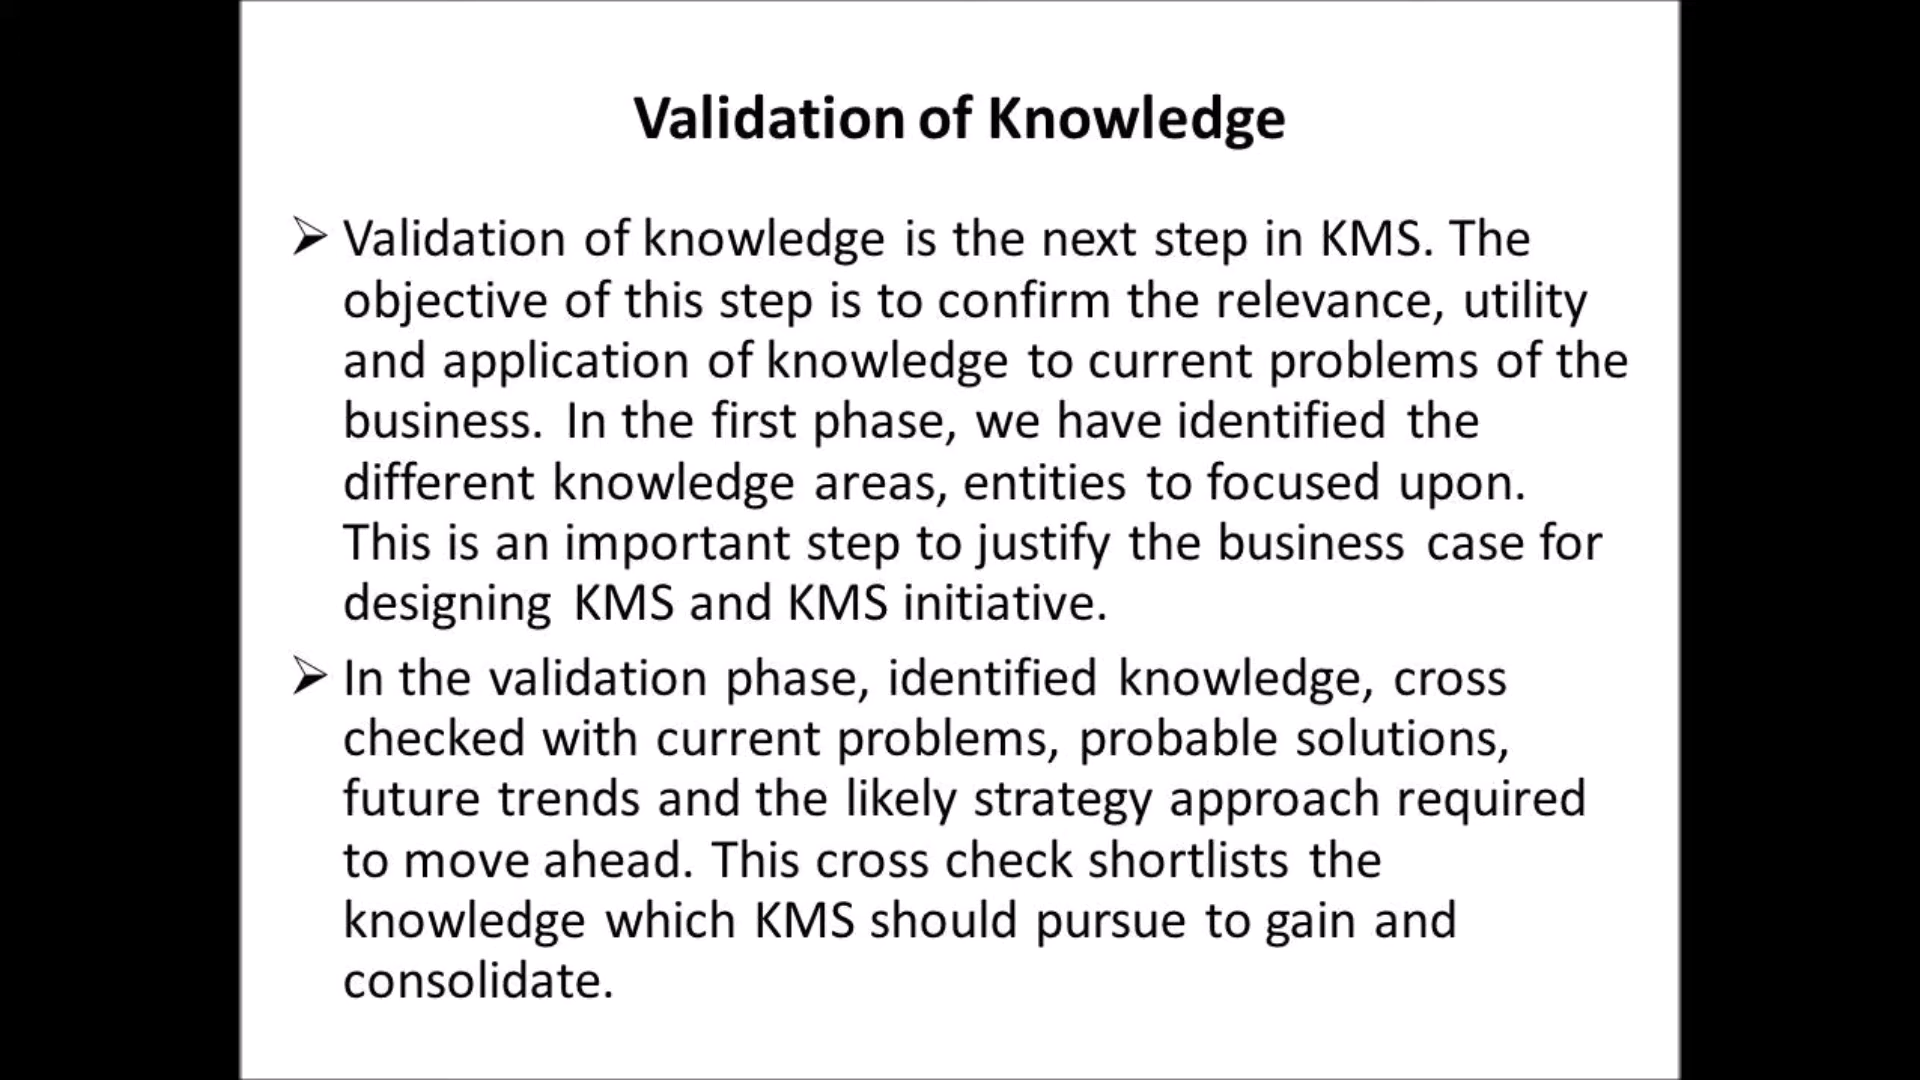 Validation of Knowledge
➢ Validation of knowledge is the next step in KMS. The
objective of this step is to confirm the relevance, utility
and application of knowledge to current problems of the
business. In the first phase, we have identified the
different knowledge areas, entities to focused upon.
This is an important step to justify the business case for
designing KMS and KMS initiative.
➢ In the validation phase, identified knowledge, cross
checked with current problems, probable solutions,
future trends and the likely strategy approach required
to move ahead. This cross check shortlists the
knowledge which KMS should pursue to gain and
consolidate.